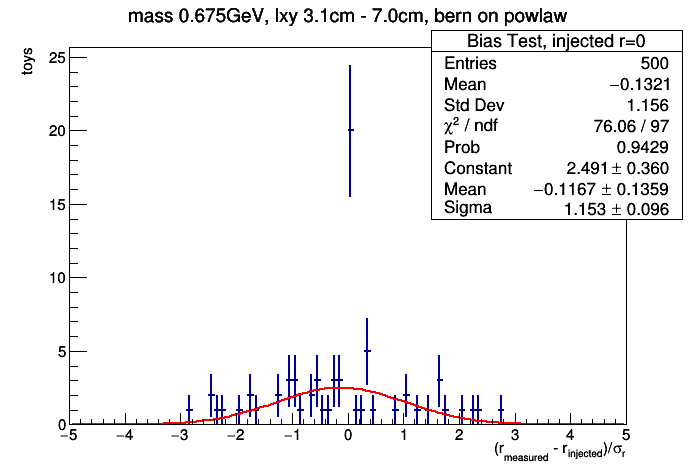 mass 0.675GeV, lxy 3.1cm - 7.0cm, bern on powlaw
Bias Test, injected r=0
Entries 500
Mean −0.1321
Std Dev 1.156
χ² / ndf 76.06 / 97
Prob 0.9429
Constant 2.491 ± 0.360
Mean −0.1167 ± 0.1359
Sigma 1.153 ± 0.096
toys
25
20
15
10
5
0
−5 −4 −3 −2 −1 0 1 2 3 4 5
(r_measured - r_injected)/σ_r